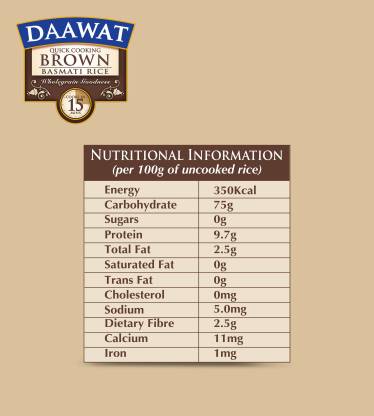 DAAWAT
QUICK COOKING
BROWN
BASMATI RICE
Wholegrain Goodness
15
MINS
NUTRITIONAL INFORMATION
(per 100g of uncooked rice)
Energy 350Kcal
Carbohydrate 75g
Sugars 0g
Protein 9.7g
Total Fat 2.5g
Saturated Fat 0g
Trans Fat 0g
Cholesterol 0mg
Sodium 5.0mg
Dietary Fibre 2.5g
Calcium 11mg
Iron 1mg